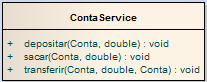 ContaService
+ depositar(Conta, double) : void
+ sacar(Conta, double) : void
+ transferir(Conta, double, Conta) : void